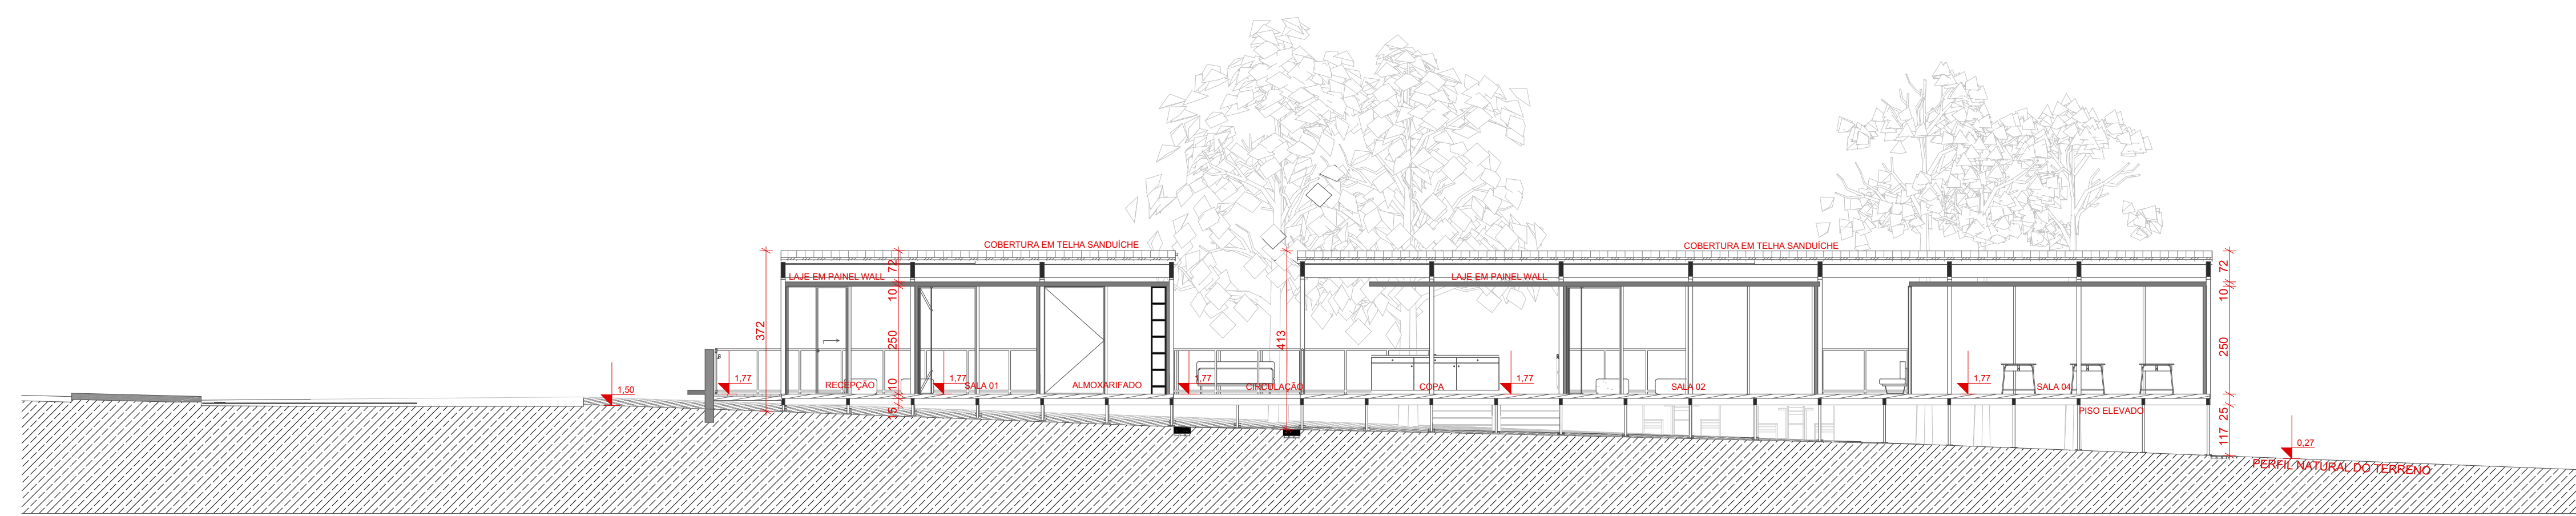 COBERTURA EM TELHA SANDUÍCHE
COBERTURA EM TELHA SANDUÍCHE
LAJE EM PAINEL WALL
LAJE EM PAINEL WALL
72
10
250
10
15
372
413
72
10
250
25
117
1,50
1,77
RECEPÇÃO
1,77
SALA 01
ALMOXARIFADO
1,77
CIRCULAÇÃO
COPA
1,77
SALA 02
1,77
SALA 04
PISO ELEVADO
0,27
PERFIL NATURAL DO TERRENO